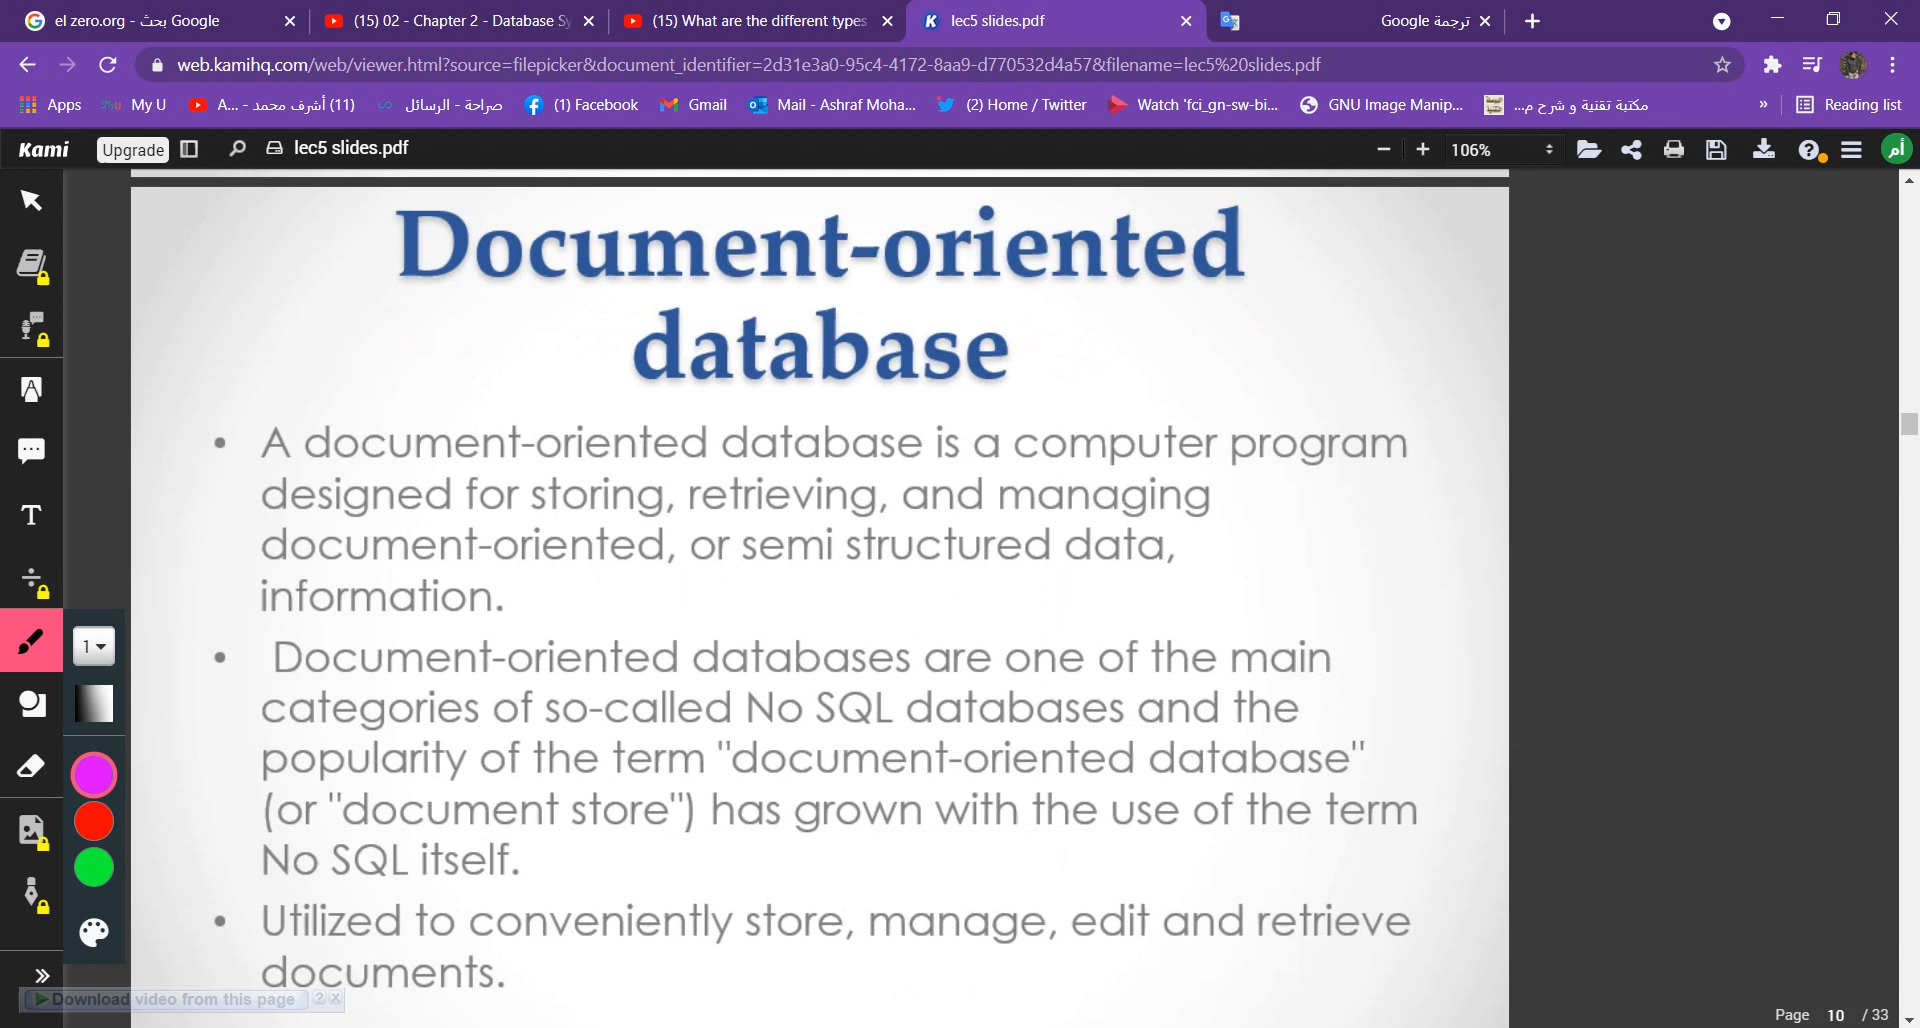 el zero.org - بحث Google
(15) 02 - Chapter 2 - Database Sy
(15) What are the different types
lec5 slides.pdf
ترجمة Google
web.kamihq.com/web/viewer.html?source=filepicker&document_identifier=2d31e3a0-95c4-4172-8aa9-d770532d4a57&filename=lec5%20slides.pdf
Apps
My U
(11) أشرف محمد - ...A
صراحة - الرسائل
(1) Facebook
Gmail
Mail - Ashraf Moha...
(2) Home / Twitter
Watch 'fci_gn-sw-bi...
GNU Image Manip...
مكتبة تقنية و شرح م...
»
Reading list
Kami
Upgrade
lec5 slides.pdf
106%
أم
Document-oriented
database
• A document-oriented database is a computer program
designed for storing, retrieving, and managing
document-oriented, or semi structured data,
information.
• Document-oriented databases are one of the main
categories of so-called No SQL databases and the
popularity of the term "document-oriented database"
(or "document store") has grown with the use of the term
No SQL itself.
• Utilized to conveniently store, manage, edit and retrieve
documents.
1
Download video from this page
Page 10 / 33